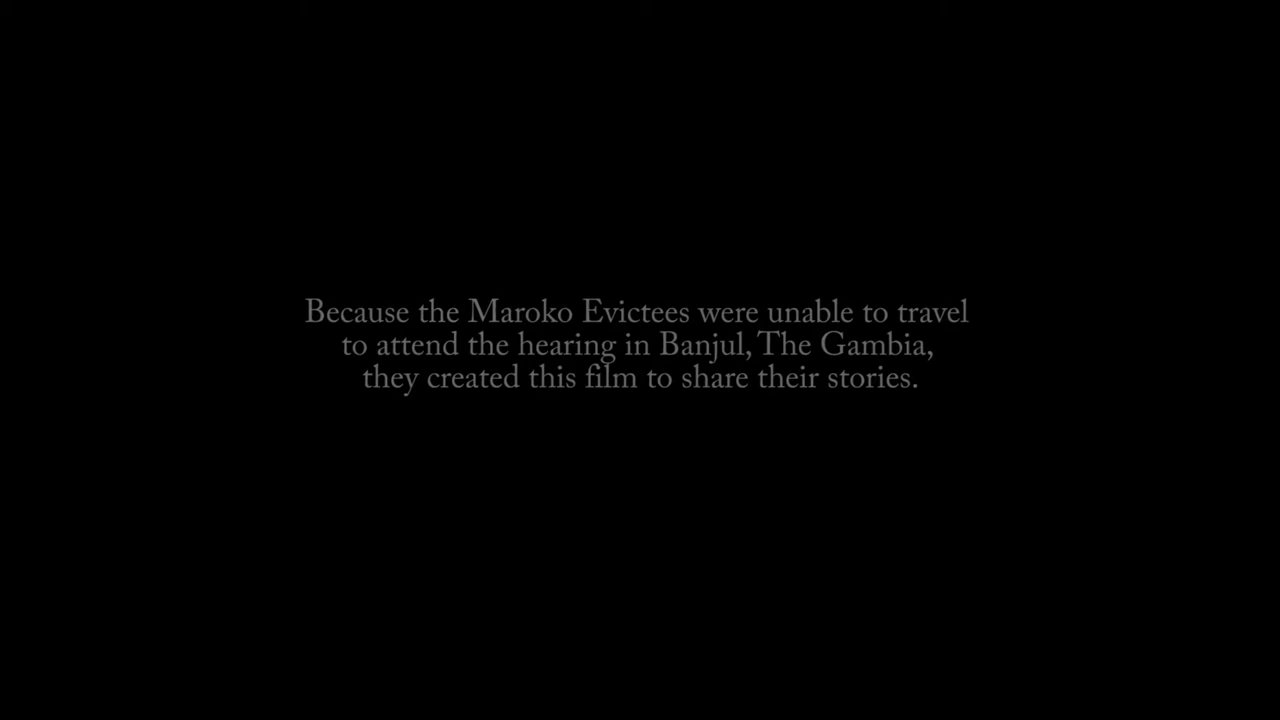 Because the Maroko Evictees were unable to travel
to attend the hearing in Banjul, The Gambia,
they created this film to share their stories.